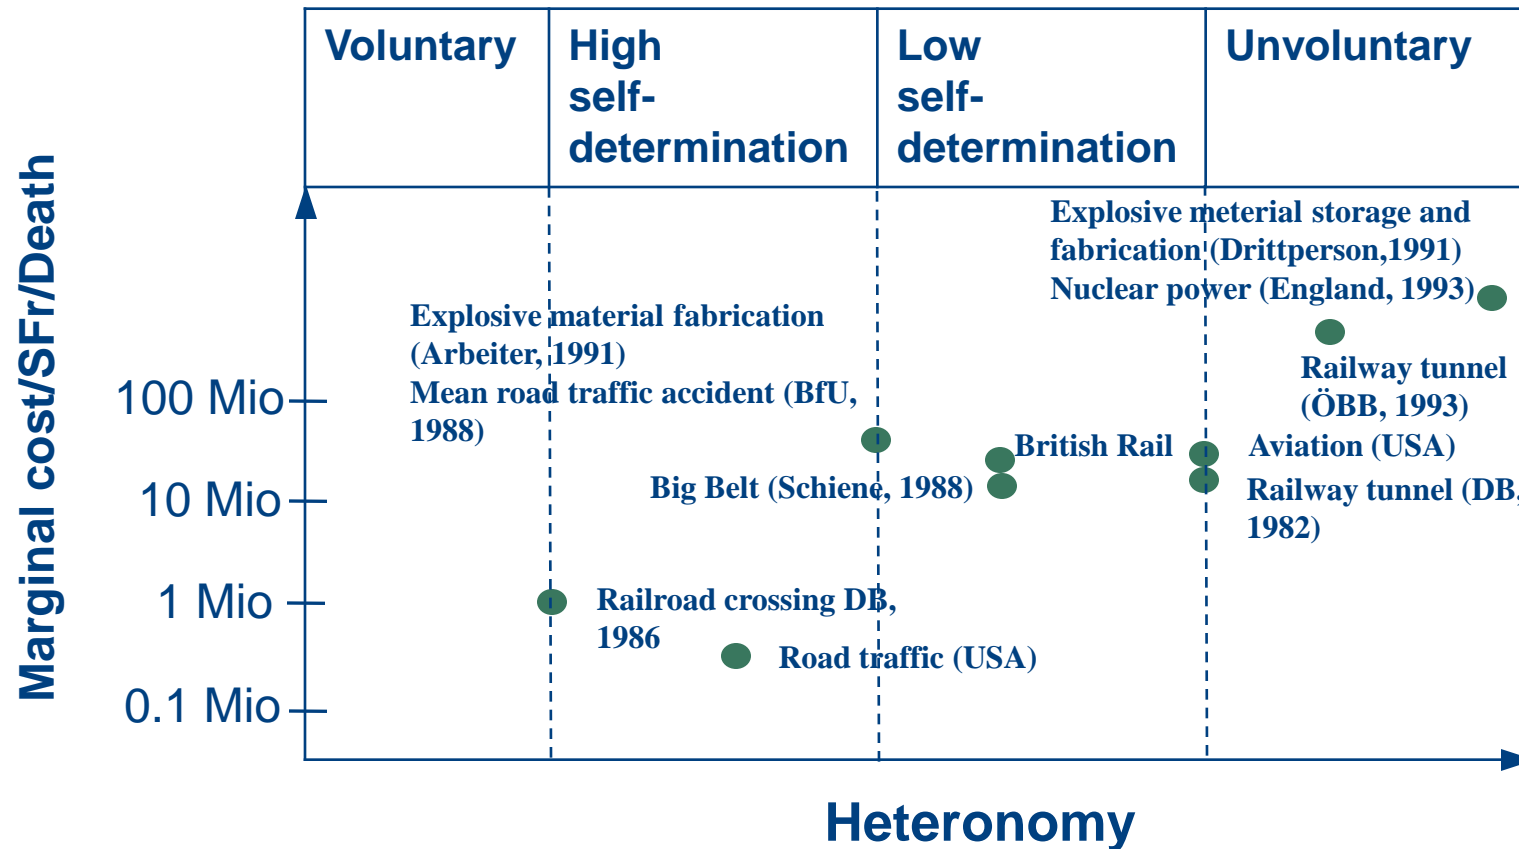 Voluntary
High
self-
determination
Low
self-
determination
Unvoluntary
Marginal cost/SFr/Death
Explosive meterial storage and
fabrication (Drittperson,1991)
Nuclear power (England, 1993)
Explosive material fabrication
(Arbeiter, 1991)
Mean road traffic accident (BfU,
1988)
Railway tunnel
(ÖBB, 1993)
100 Mio
British Rail
Aviation (USA)
Big Belt (Schiene, 1988)
Railway tunnel (DB,
1982)
10 Mio
1 Mio
Railroad crossing DB,
1986
Road traffic (USA)
0.1 Mio
Heteronomy